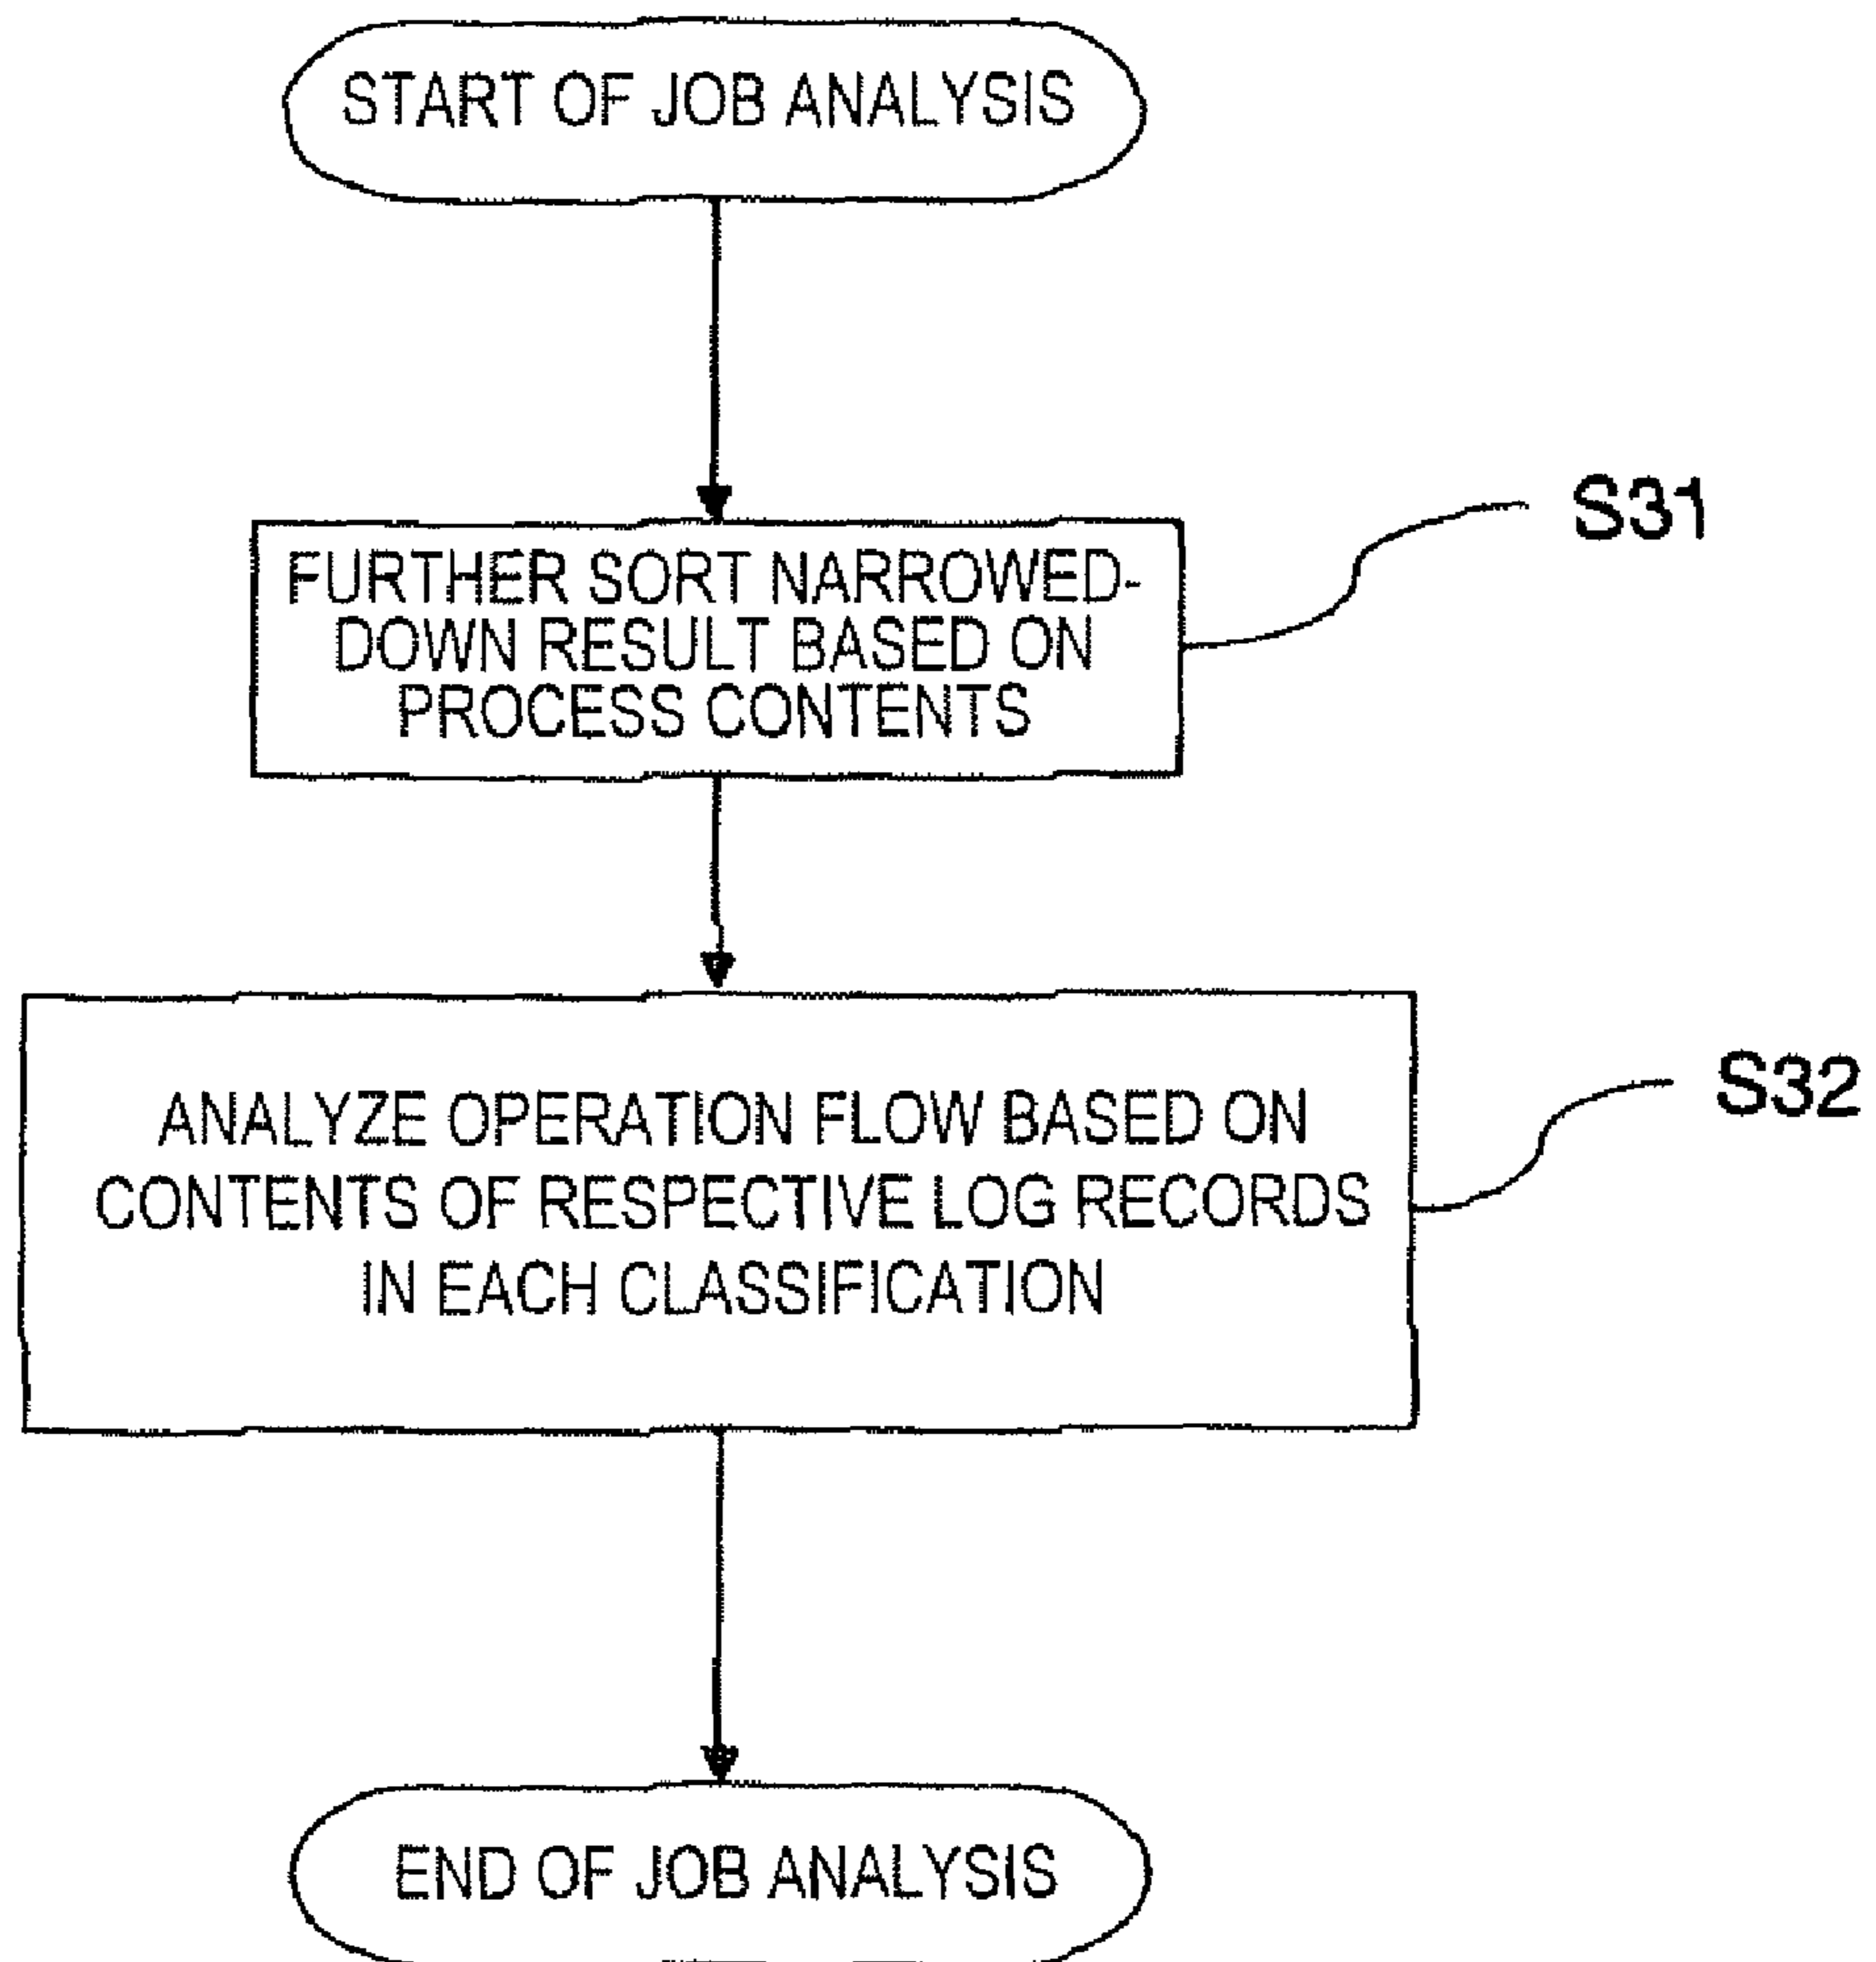 START OF JOB ANALYSIS
S31
FURTHER SORT NARROWED-
DOWN RESULT BASED ON
PROCESS CONTENTS
S32
ANALYZE OPERATION FLOW BASED ON
CONTENTS OF RESPECTIVE LOG RECORDS
IN EACH CLASSIFICATION
END OF JOB ANALYSIS